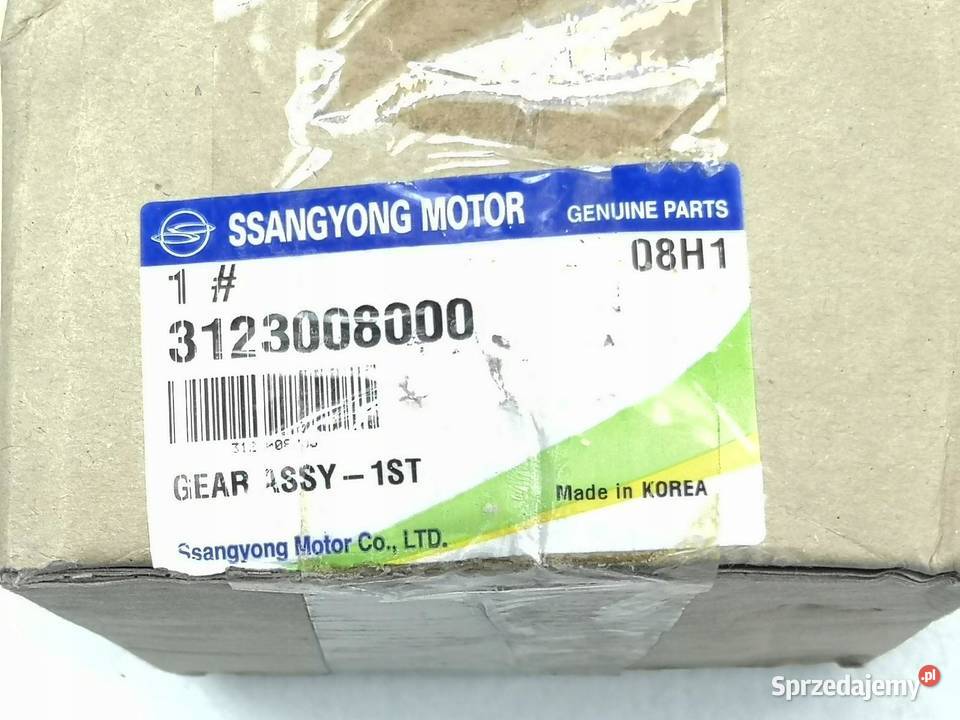 SSANGYONG MOTOR GENUINE PARTS
1 # 08H1
3123008000
GEAR ASSY-1ST
Made in KOREA
Ssangyong Motor Co., LTD.
Sprzedajemy.pl